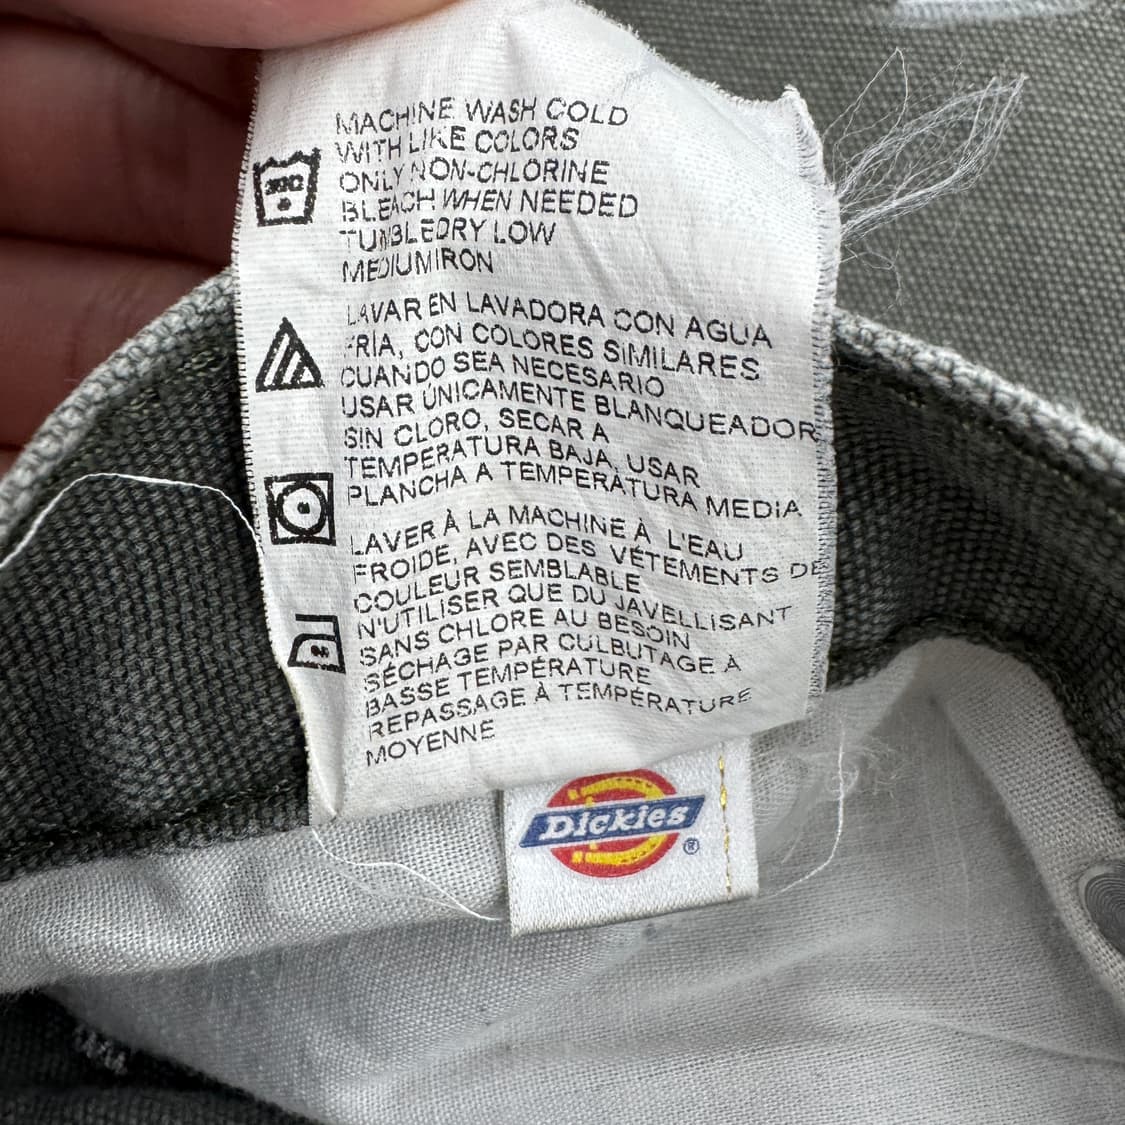 MACHINE WASH COLD
WITH LIKE COLORS
ONLY NON-CHLORINE
BLEACH WHEN NEEDED
TUMBLEDRY LOW
MEDIUMIRON
30C
LAVAR EN LAVADORA CON AGUA
FRIA, CON COLORES SIMILARES
CUANDO SEA NECESARIO
USAR UNICAMENTE BLANQUEADOR
SIN CLORO, SECAR A
TEMPERATURA BAJA, USAR
PLANCHA A TEMPERATURA MEDIA
LAVER À LA MACHINE À L'EAU
FROIDE, AVEC DES VÉTEMENTS DE
COULEUR SEMBLABLE
N'UTILISER QUE DU JAVELLISANT
SANS CHLORE AU BESOIN
SÉCHAGE PAR CULBUTAGE À
BASSE TEMPÉRATURE
REPASSAGE À TEMPÉRATURE
MOYENNE
Dickies®